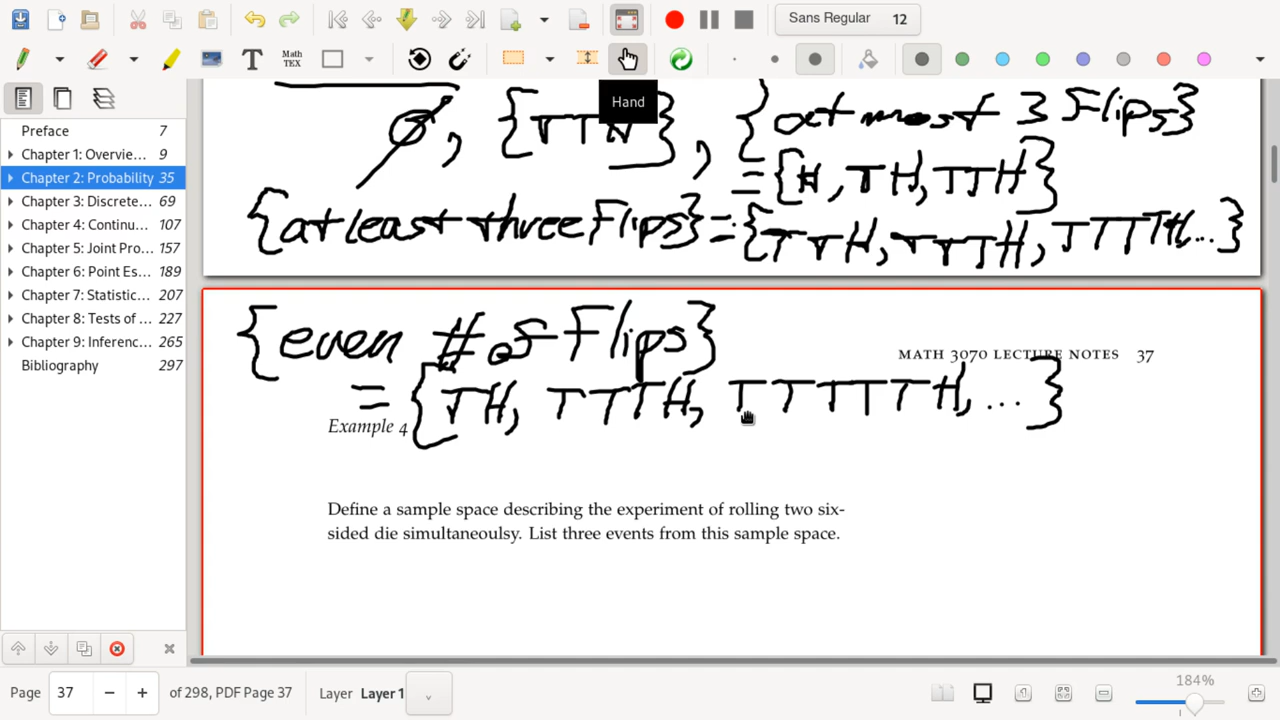 Sans Regular 12
Math
TEX
Hand
Preface 7
Chapter 1: Overvie... 9
Chapter 2: Probability 35
Chapter 3: Discrete... 69
Chapter 4: Continu... 107
Chapter 5: Joint Pro... 157
Chapter 6: Point Es... 189
Chapter 7: Statistic... 207
Chapter 8: Tests of ... 227
Chapter 9: Inferenc... 265
Bibliography 297
∅, {TTH}, {at most 3 Flips}
= {H, TH, TTH}
{at least three Flips} = {TTH, TTTH, TTTTH, ...}
{even # of Flips}
MATH 3070 LECTURE NOTES 37
= {TH, TTTH, TTTTTH, ...}
Example 4
Define a sample space describing the experiment of rolling two six-
sided die simultaneoulsy. List three events from this sample space.
Page 37 of 298, PDF Page 37 Layer Layer 1 184%